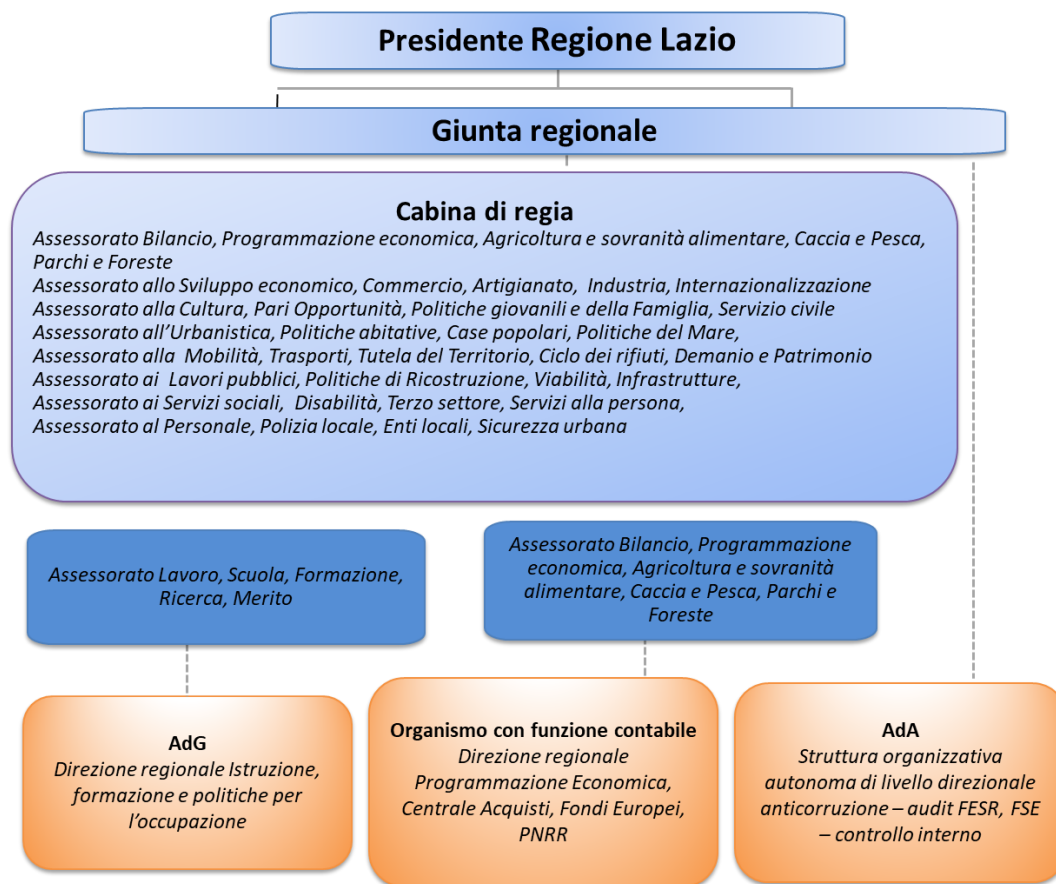 Presidente Regione Lazio
Giunta regionale
Cabina di regia
Assessorato Bilancio, Programmazione economica, Agricoltura e sovranità alimentare, Caccia e Pesca,
Parchi e Foreste
Assessorato allo Sviluppo economico, Commercio, Artigianato, Industria, Internazionalizzazione
Assessorato alla Cultura, Pari Opportunità, Politiche giovanili e della Famiglia, Servizio civile
Assessorato all’Urbanistica, Politiche abitative, Case popolari, Politiche del Mare,
Assessorato alla Mobilità, Trasporti, Tutela del Territorio, Ciclo dei rifiuti, Demanio e Patrimonio
Assessorato ai Lavori pubblici, Politiche di Ricostruzione, Viabilità, Infrastrutture,
Assessorato ai Servizi sociali, Disabilità, Terzo settore, Servizi alla persona,
Assessorato al Personale, Polizia locale, Enti locali, Sicurezza urbana
Assessorato Lavoro, Scuola, Formazione,
Ricerca, Merito
Assessorato Bilancio, Programmazione
economica, Agricoltura e sovranità
alimentare, Caccia e Pesca, Parchi e
Foreste
AdG
Direzione regionale Istruzione,
formazione e politiche per
l’occupazione
Organismo con funzione contabile
Direzione regionale
Programmazione Economica,
Centrale Acquisti, Fondi Europei,
PNRR
AdA
Struttura organizzativa
autonoma di livello direzionale
anticorruzione – audit FESR, FSE
– controllo interno